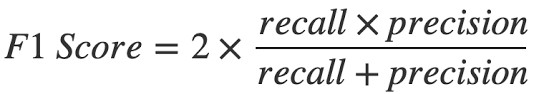 F1 Score = 2 × recall × precision / recall + precision